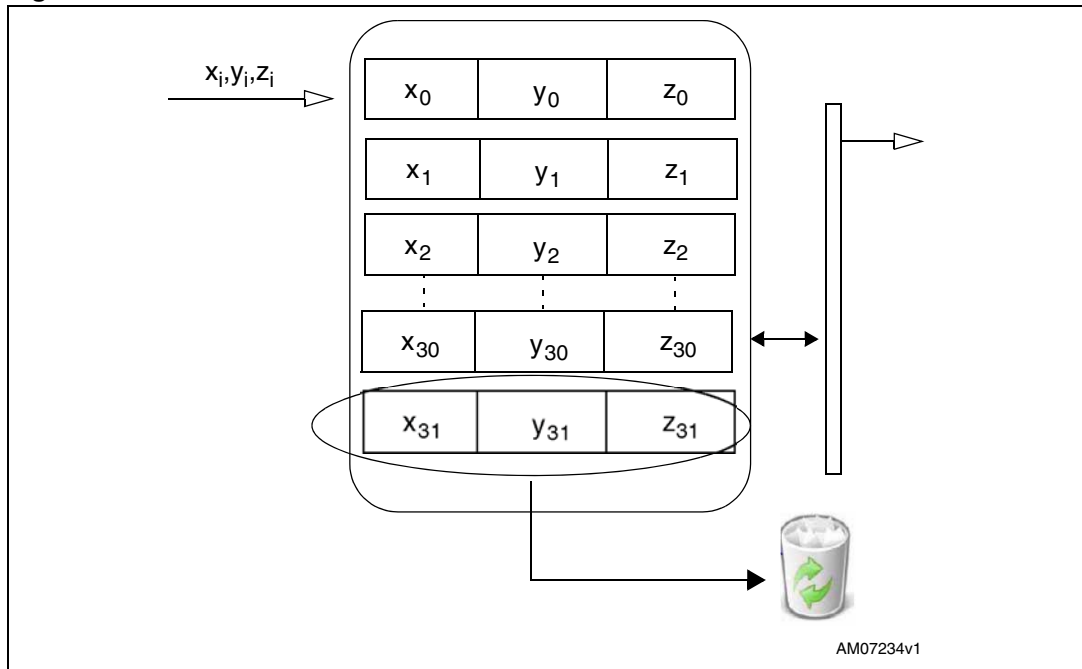 xᵢ,yᵢ,zᵢ
x₀ y₀ z₀
x₁ y₁ z₁
x₂ y₂ z₂
x₃₀ y₃₀ z₃₀
x₃₁ y₃₁ z₃₁
AM07234v1